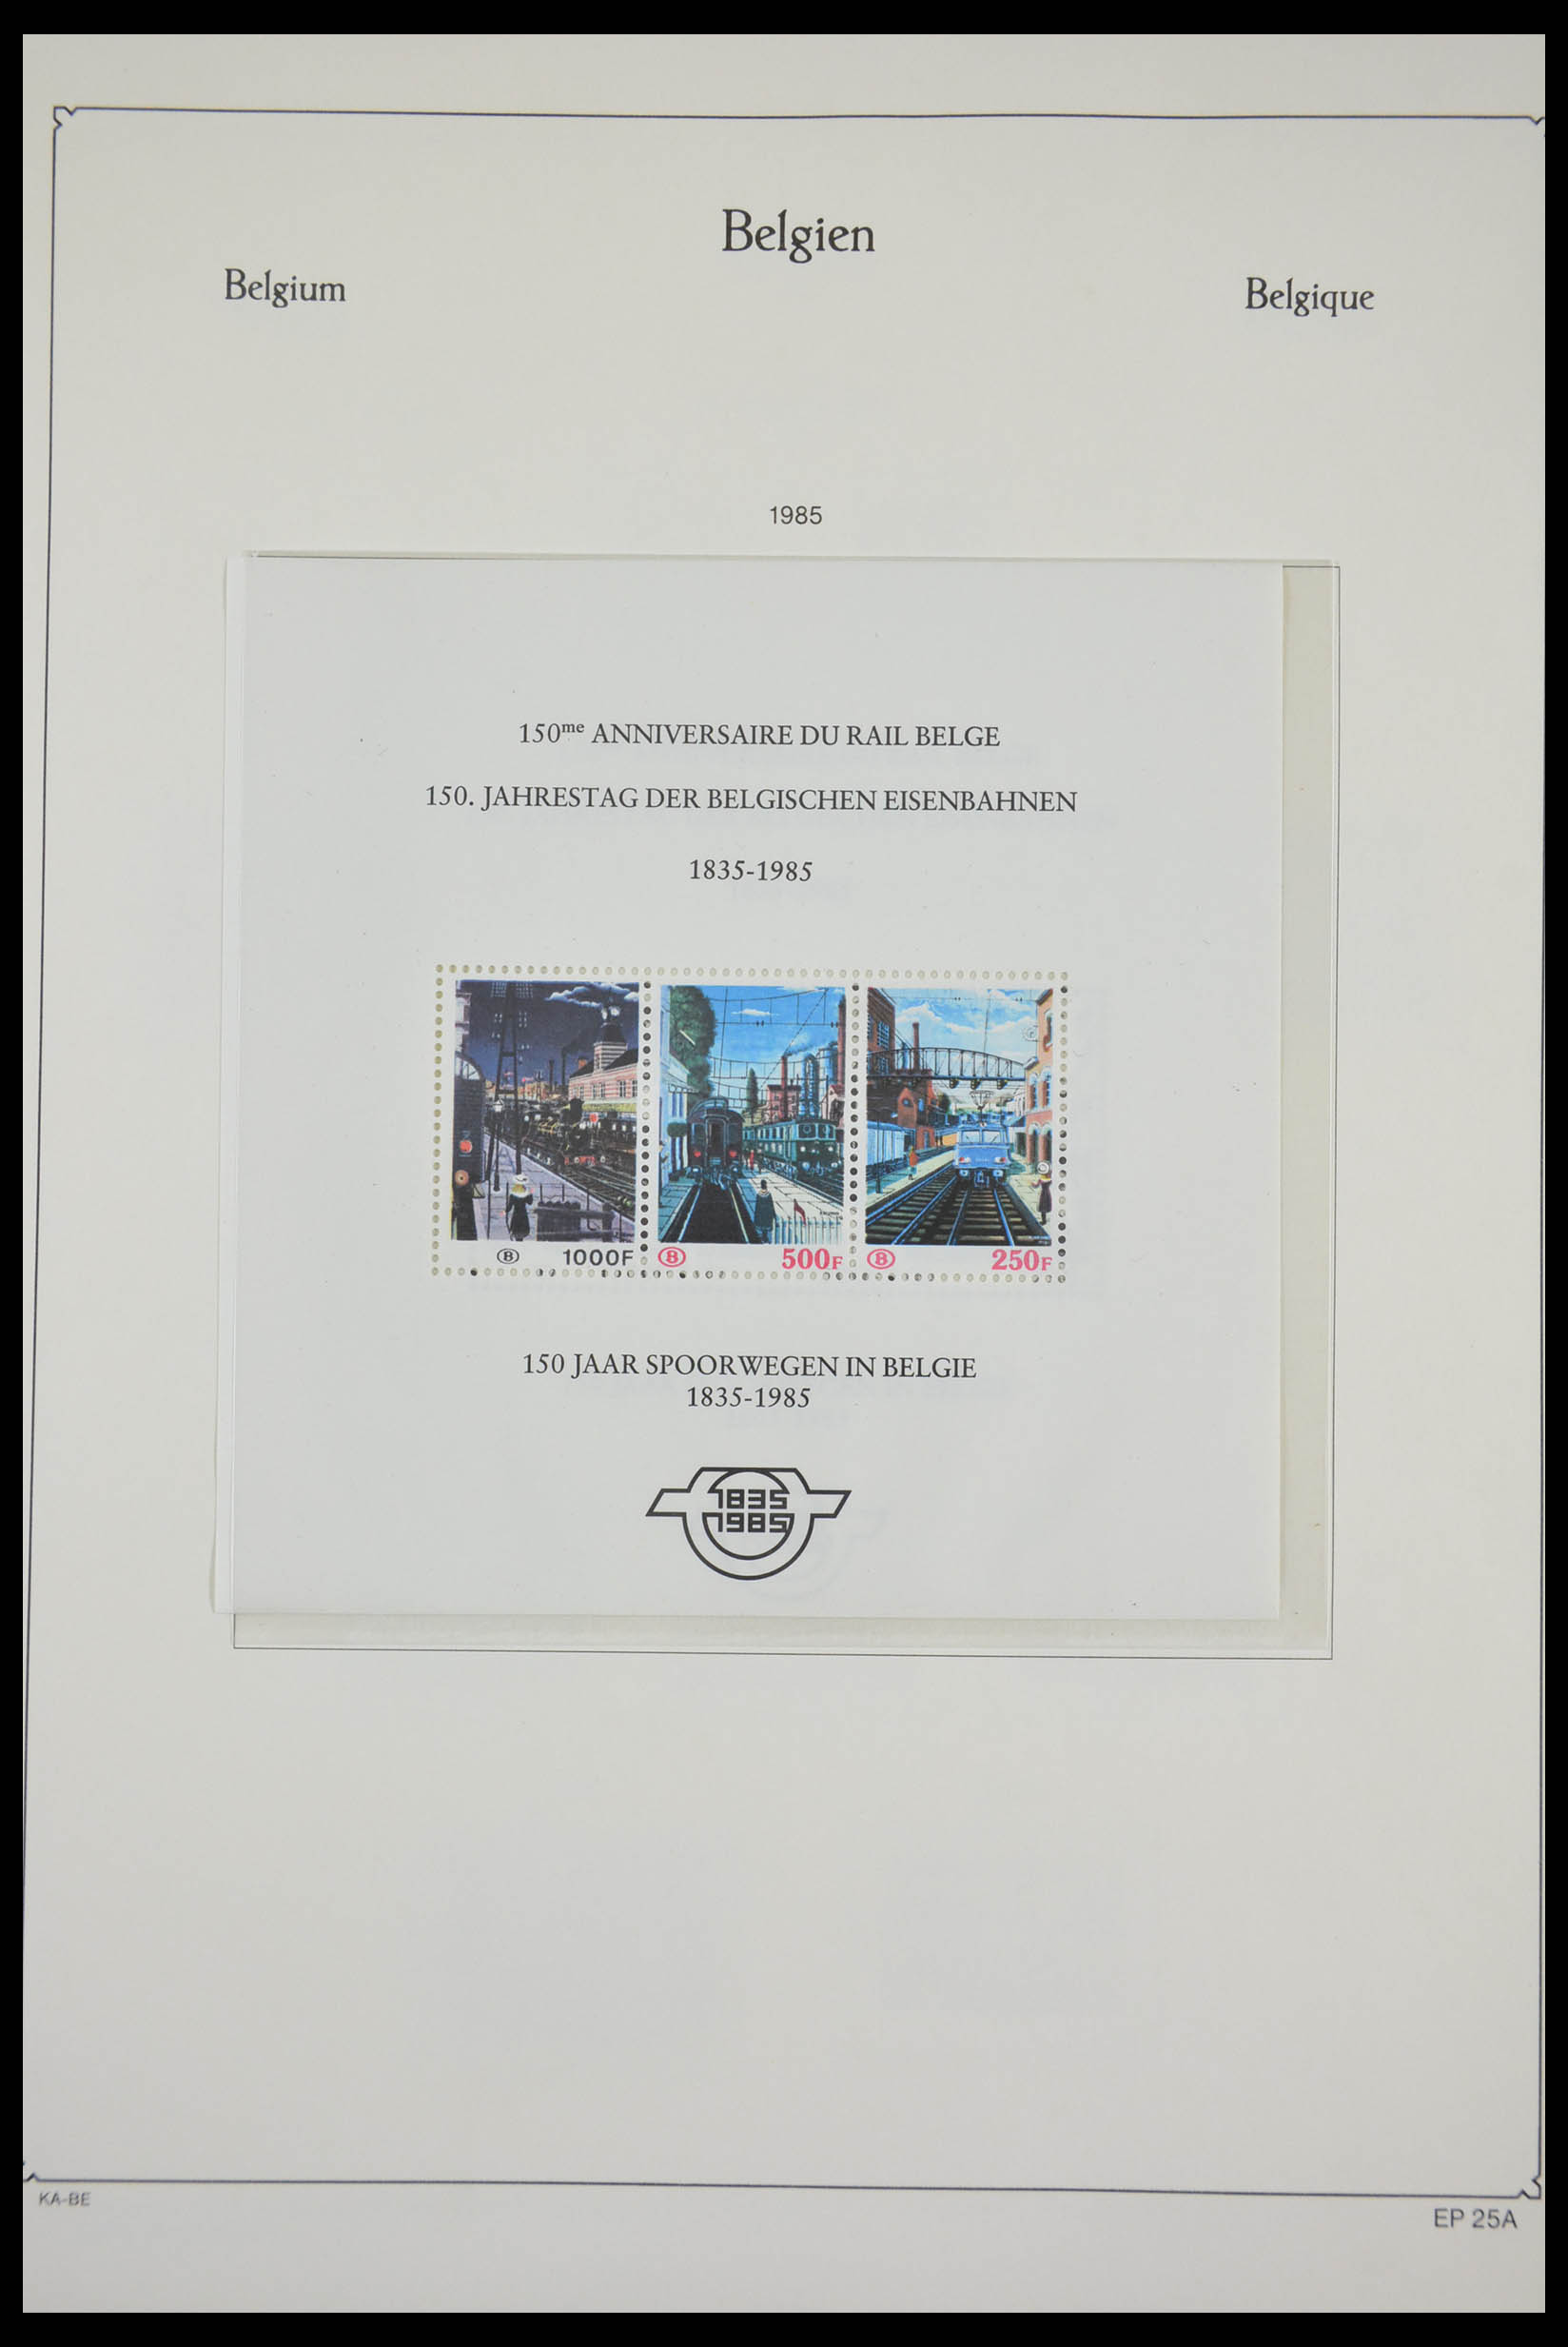 Belgien
Belgium
Belgique
1985
150me ANNIVERSAIRE DU RAIL BELGE
150. JAHRESTAG DER BELGISCHEN EISENBAHNEN
1835-1985
B 1000F B 500F B 250F
150 JAAR SPOORWEGEN IN BELGIE
1835-1985
1835
1985
KA-BE
EP 25A